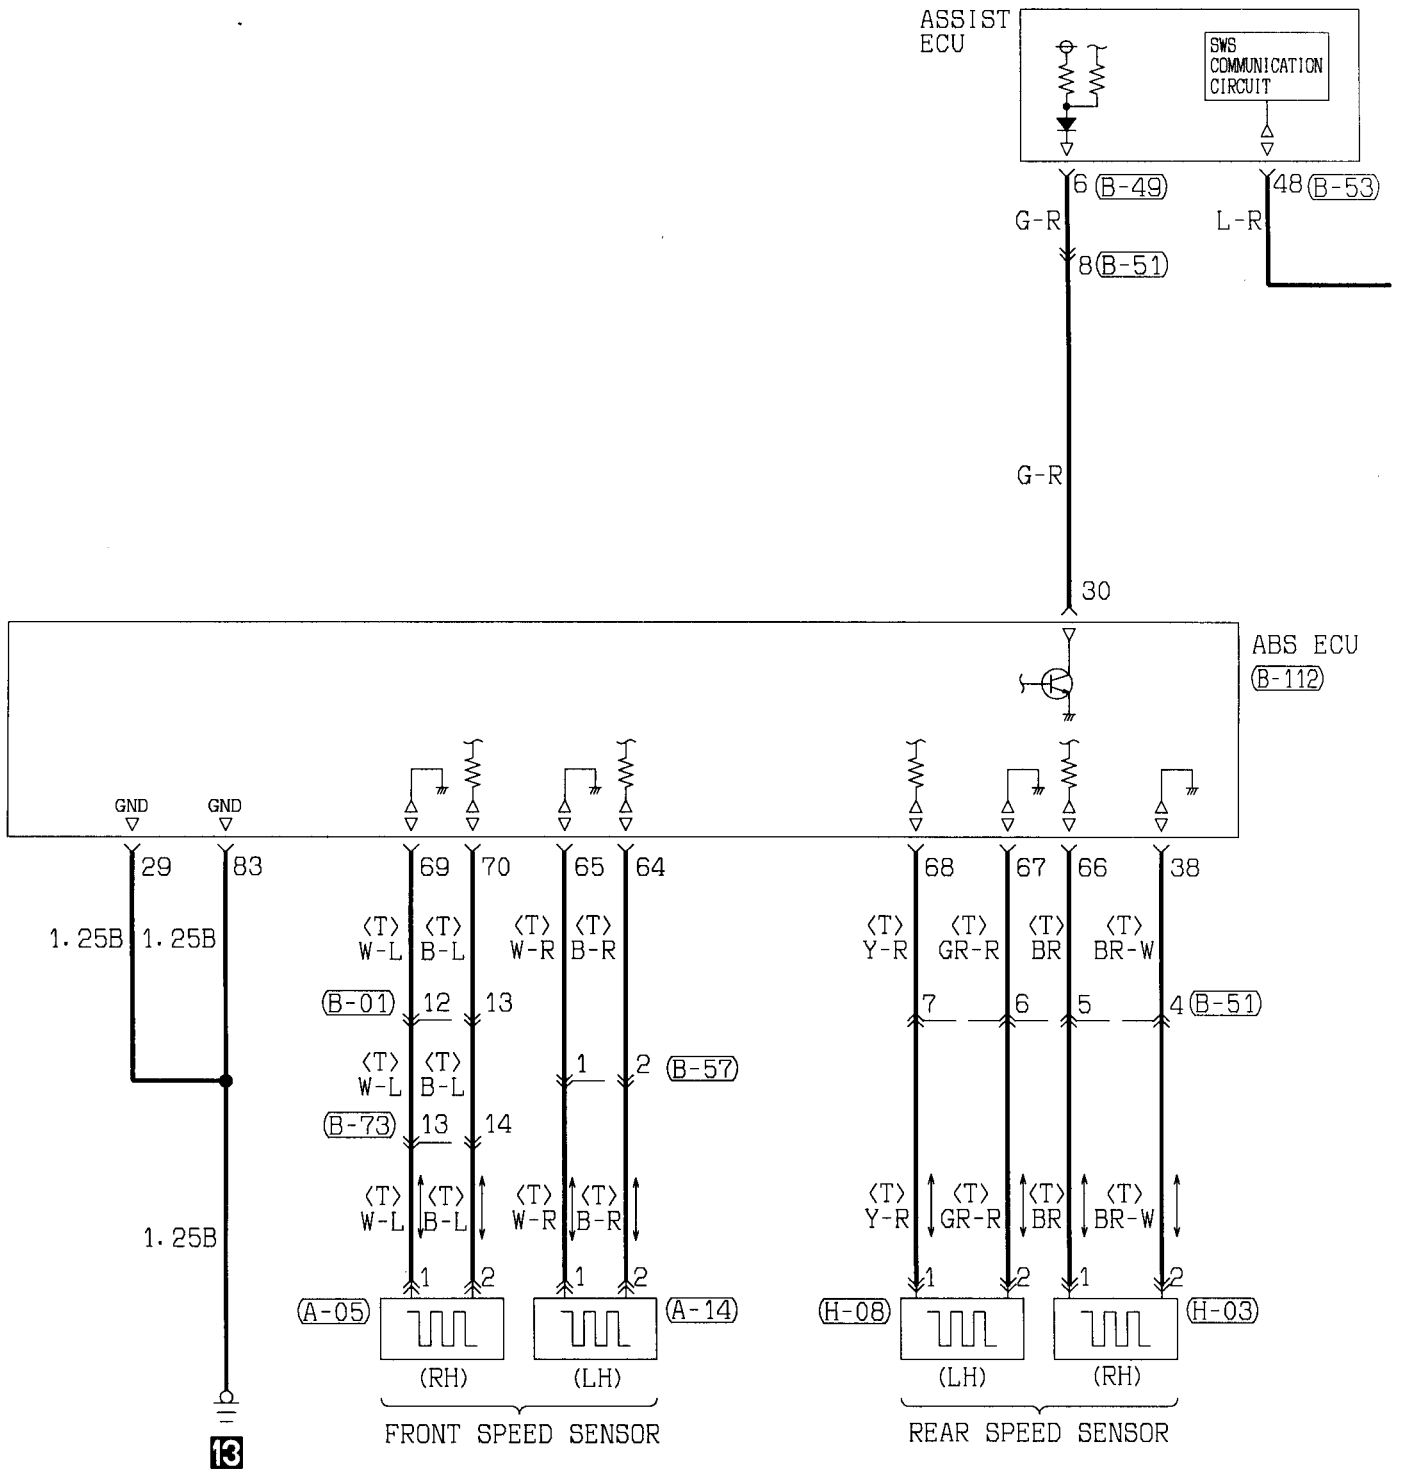 ASSIST
ECU
SWS
COMMUNICATION
CIRCUIT
6 (B-49)
48 (B-53)
G-R
L-R
8 (B-51)
G-R
30
ABS ECU
(B-112)
GND
GND
29
83
69
70
65
64
68
67
66
38
1.25B
1.25B
<T>
W-L
<T>
B-L
<T>
W-R
<T>
B-R
<T>
Y-R
<T>
GR-R
<T>
BR
<T>
BR-W
(B-01)
12
13
7
6
5
4 (B-51)
<T>
W-L
<T>
B-L
1
2
(B-57)
(B-73)
13
14
<T>
W-L
<T>
B-L
<T>
W-R
<T>
B-R
<T>
Y-R
<T>
GR-R
<T>
BR
<T>
BR-W
1.25B
1
2
1
2
1
2
1
2
(A-05)
(A-14)
(H-08)
(H-03)
(RH)
(LH)
(LH)
(RH)
FRONT SPEED SENSOR
REAR SPEED SENSOR
13